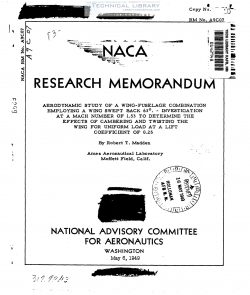 TECHNICAL LIBRARY
Copy No.
RM No. A9C07
NACA RM No. A9C07
NACA
RESEARCH MEMORANDUM
AERODYNAMIC STUDY OF A WING-FUSELAGE COMBINATION
EMPLOYING A WING SWEPT BACK 63°. - INVESTIGATION
AT A MACH NUMBER OF 1.53 TO DETERMINE THE
EFFECTS OF CAMBERING AND TWISTING THE
WING FOR UNIFORM LOAD AT A LIFT
COEFFICIENT OF 0.25
By Robert T. Madden
Ames Aeronautical Laboratory
Moffett Field, Calif.
NATIONAL ADVISORY COMMITTEE
FOR AERONAUTICS
WASHINGTON
May 6, 1949